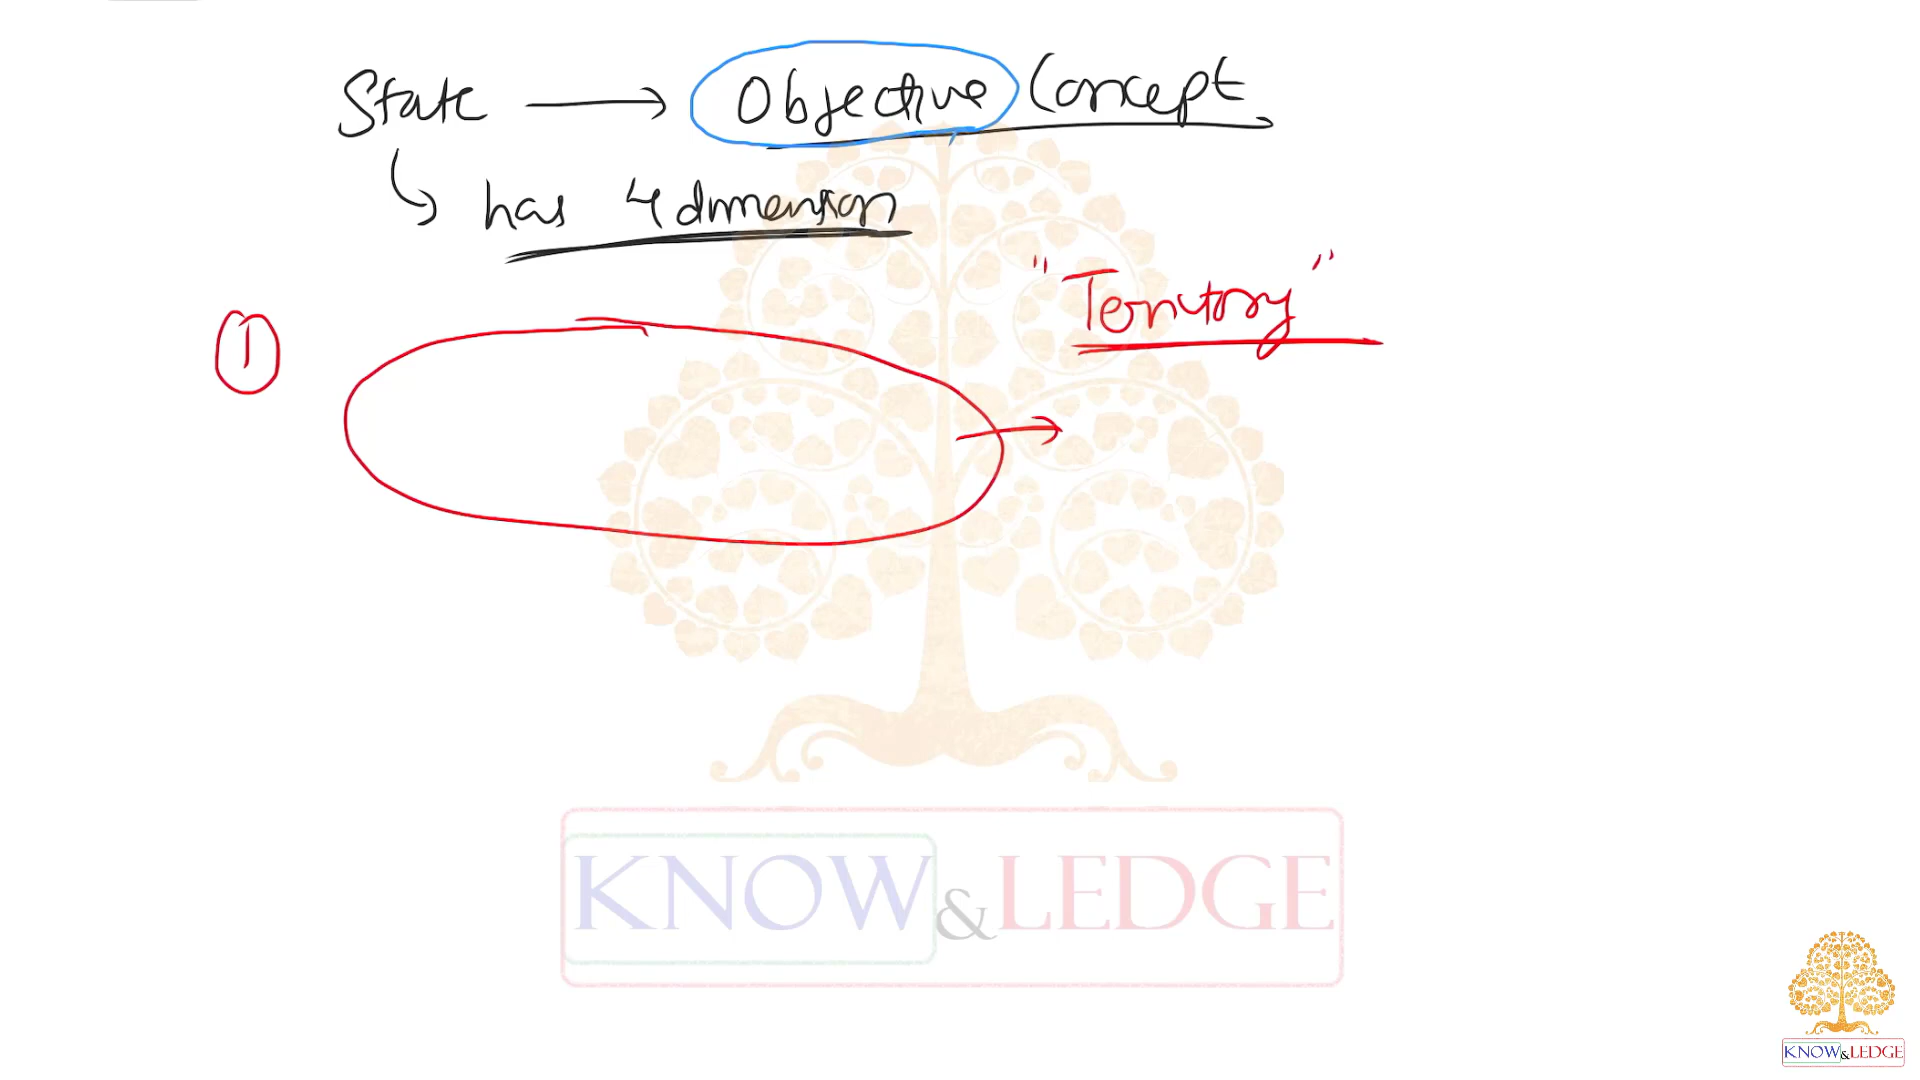 State → Objective Concept
↳ has 4 dimension
"Territory"
①
KNOW&LEDGE
KNOW&LEDGE